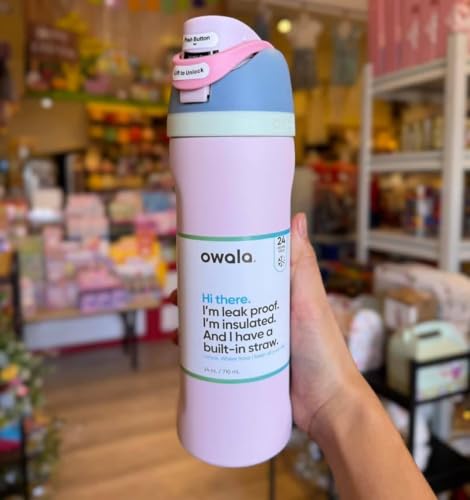 Push Button
Lift to Unlock
owala.
24
Hi there.
I'm leak proof.
I'm insulated.
And I have a
built-in straw.
24 oz. / 710 mL